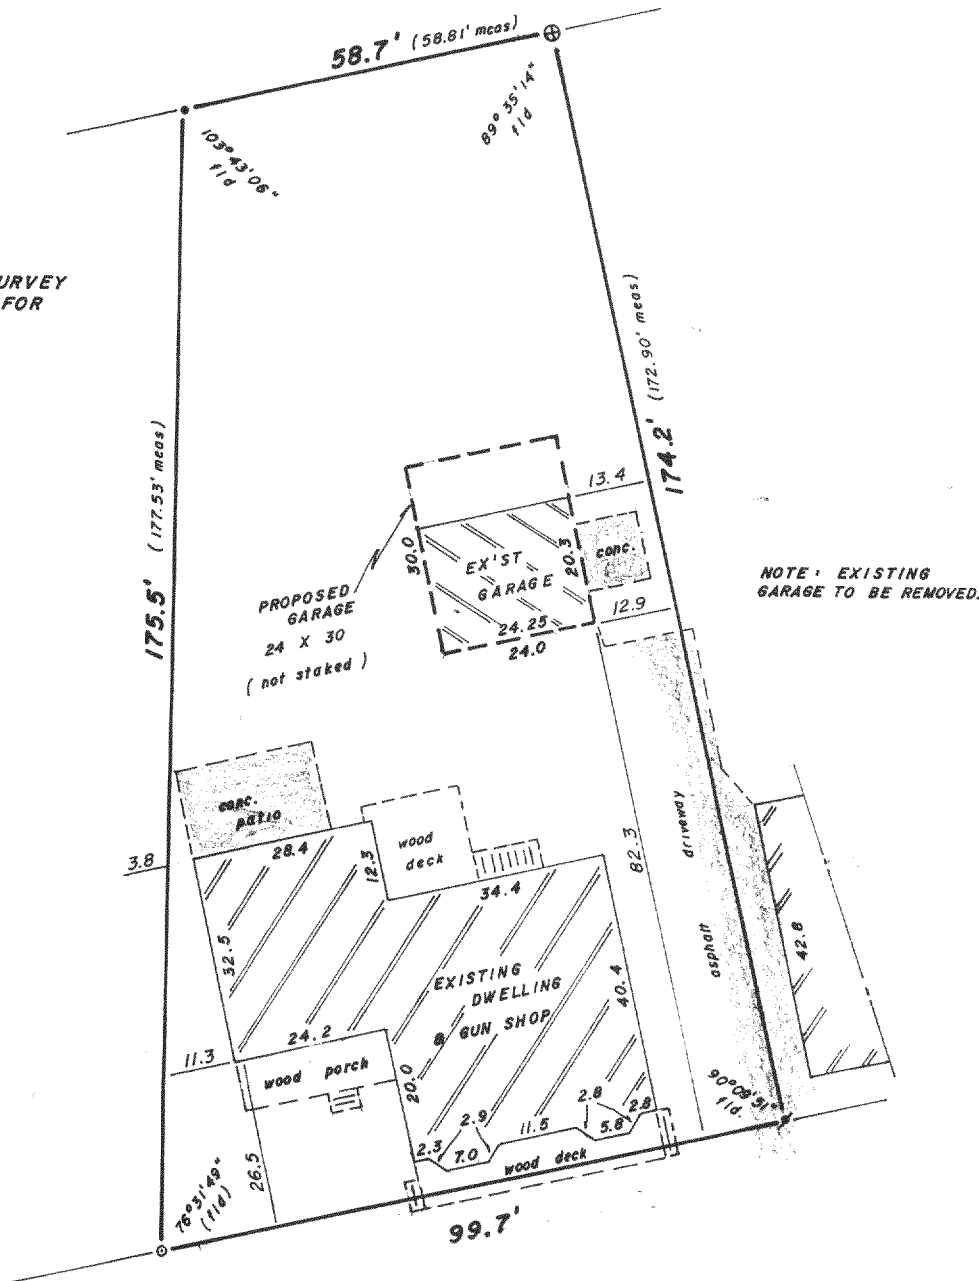 58.7' (58.81' meas)
103°43'06"
fld
89°35'14"
fld
URVEY
FOR
175.5' (177.53' meas)
174.2' (172.90' meas)
13.4
30.0
EX'ST
GARAGE
20.3
conc.
NOTE: EXISTING
GARAGE TO BE REMOVED.
PROPOSED
GARAGE
24 X 30
(not staked)
24.25
24.0
12.9
conc.
patio
28.4
12.3
wood
deck
34.4
3.8
82.3
driveway
asphalt
42.8
32.5
EXISTING
DWELLING
& GUN SHOP
40.4
24.2
11.3
wood porch
20.0
2.3
2.9
7.0
11.5
2.8
5.8
2.8
wood deck
90°09'51"
fld.
26.5
76°31'49"
(fld)
99.7'